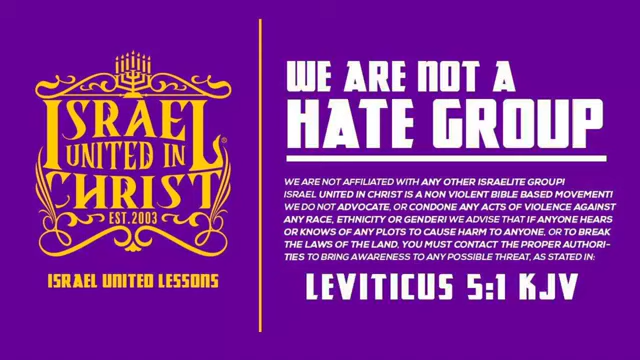 ISRAEL®
UNITED IN
CHRIST
EST.2003
ISRAEL UNITED LESSONS
WE ARE NOT A
HATE GROUP
WE ARE NOT AFFILIATED WITH ANY OTHER ISRAELITE GROUP!
ISRAEL UNITED IN CHRIST IS A NON VIOLENT BIBLE BASED MOVEMENT!
WE DO NOT ADVOCATE, OR CONDONE ANY ACTS OF VIOLENCE AGAINST
ANY RACE, ETHNICITY OR GENDER! WE ADVISE THAT IF ANYONE HEARS
OR KNOWS OF ANY PLOTS TO CAUSE HARM TO ANYONE, OR TO BREAK
THE LAWS OF THE LAND, YOU MUST CONTACT THE PROPER AUTHORI-
TIES TO BRING AWARENESS TO ANY POSSIBLE THREAT, AS STATED IN:
LEVITICUS 5:1 KJV